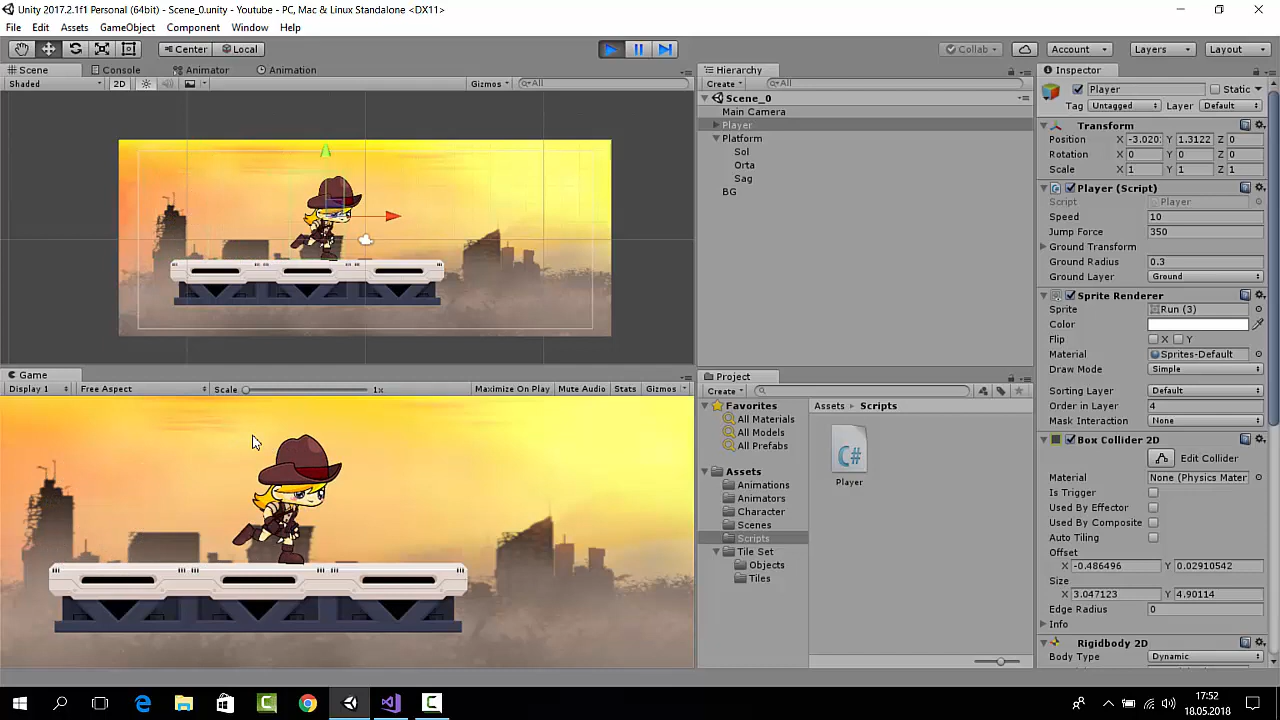 Unity 2017.2.1f1 Personal (64bit) - Scene_0.unity - Youtube - PC, Mac & Linux Standalone <DX11>
File Edit Assets GameObject Component Window Help
Center Local Collab Account Layers Layout
Scene Console Animator Animation
Shaded 2D Gizmos All
Hierarchy
Create All
Scene_0
Main Camera
Player
Platform
Sol
Orta
Sag
BG
Game
Display 1 Free Aspect Scale 1x Maximize On Play Mute Audio Stats Gizmos
Project
Create
Favorites
All Materials
All Models
All Prefabs
Assets
Animations
Animators
Character
Scenes
Scripts
Tile Set
Objects
Tiles
Assets Scripts
C#
Player
Inspector
Player Static
Tag Untagged Layer Default
Transform
Position X -3.020 Y 1.3122 Z 0
Rotation X 0 Y 0 Z 0
Scale X 1 Y 1 Z 1
Player (Script)
Script Player
Speed 10
Jump Force 350
Ground Transform
Ground Radius 0.3
Ground Layer Ground
Sprite Renderer
Sprite Run (3)
Color
Flip X Y
Material Sprites-Default
Draw Mode Simple
Sorting Layer Default
Order in Layer 4
Mask Interaction None
Box Collider 2D
Edit Collider
Material None (Physics Mater
Is Trigger
Used By Effector
Used By Composite
Auto Tiling
Offset
X -0.486496 Y 0.02910542
Size
X 3.047123 Y 4.90114
Edge Radius 0
Info
Rigidbody 2D
Body Type Dynamic
17:52
18.05.2018